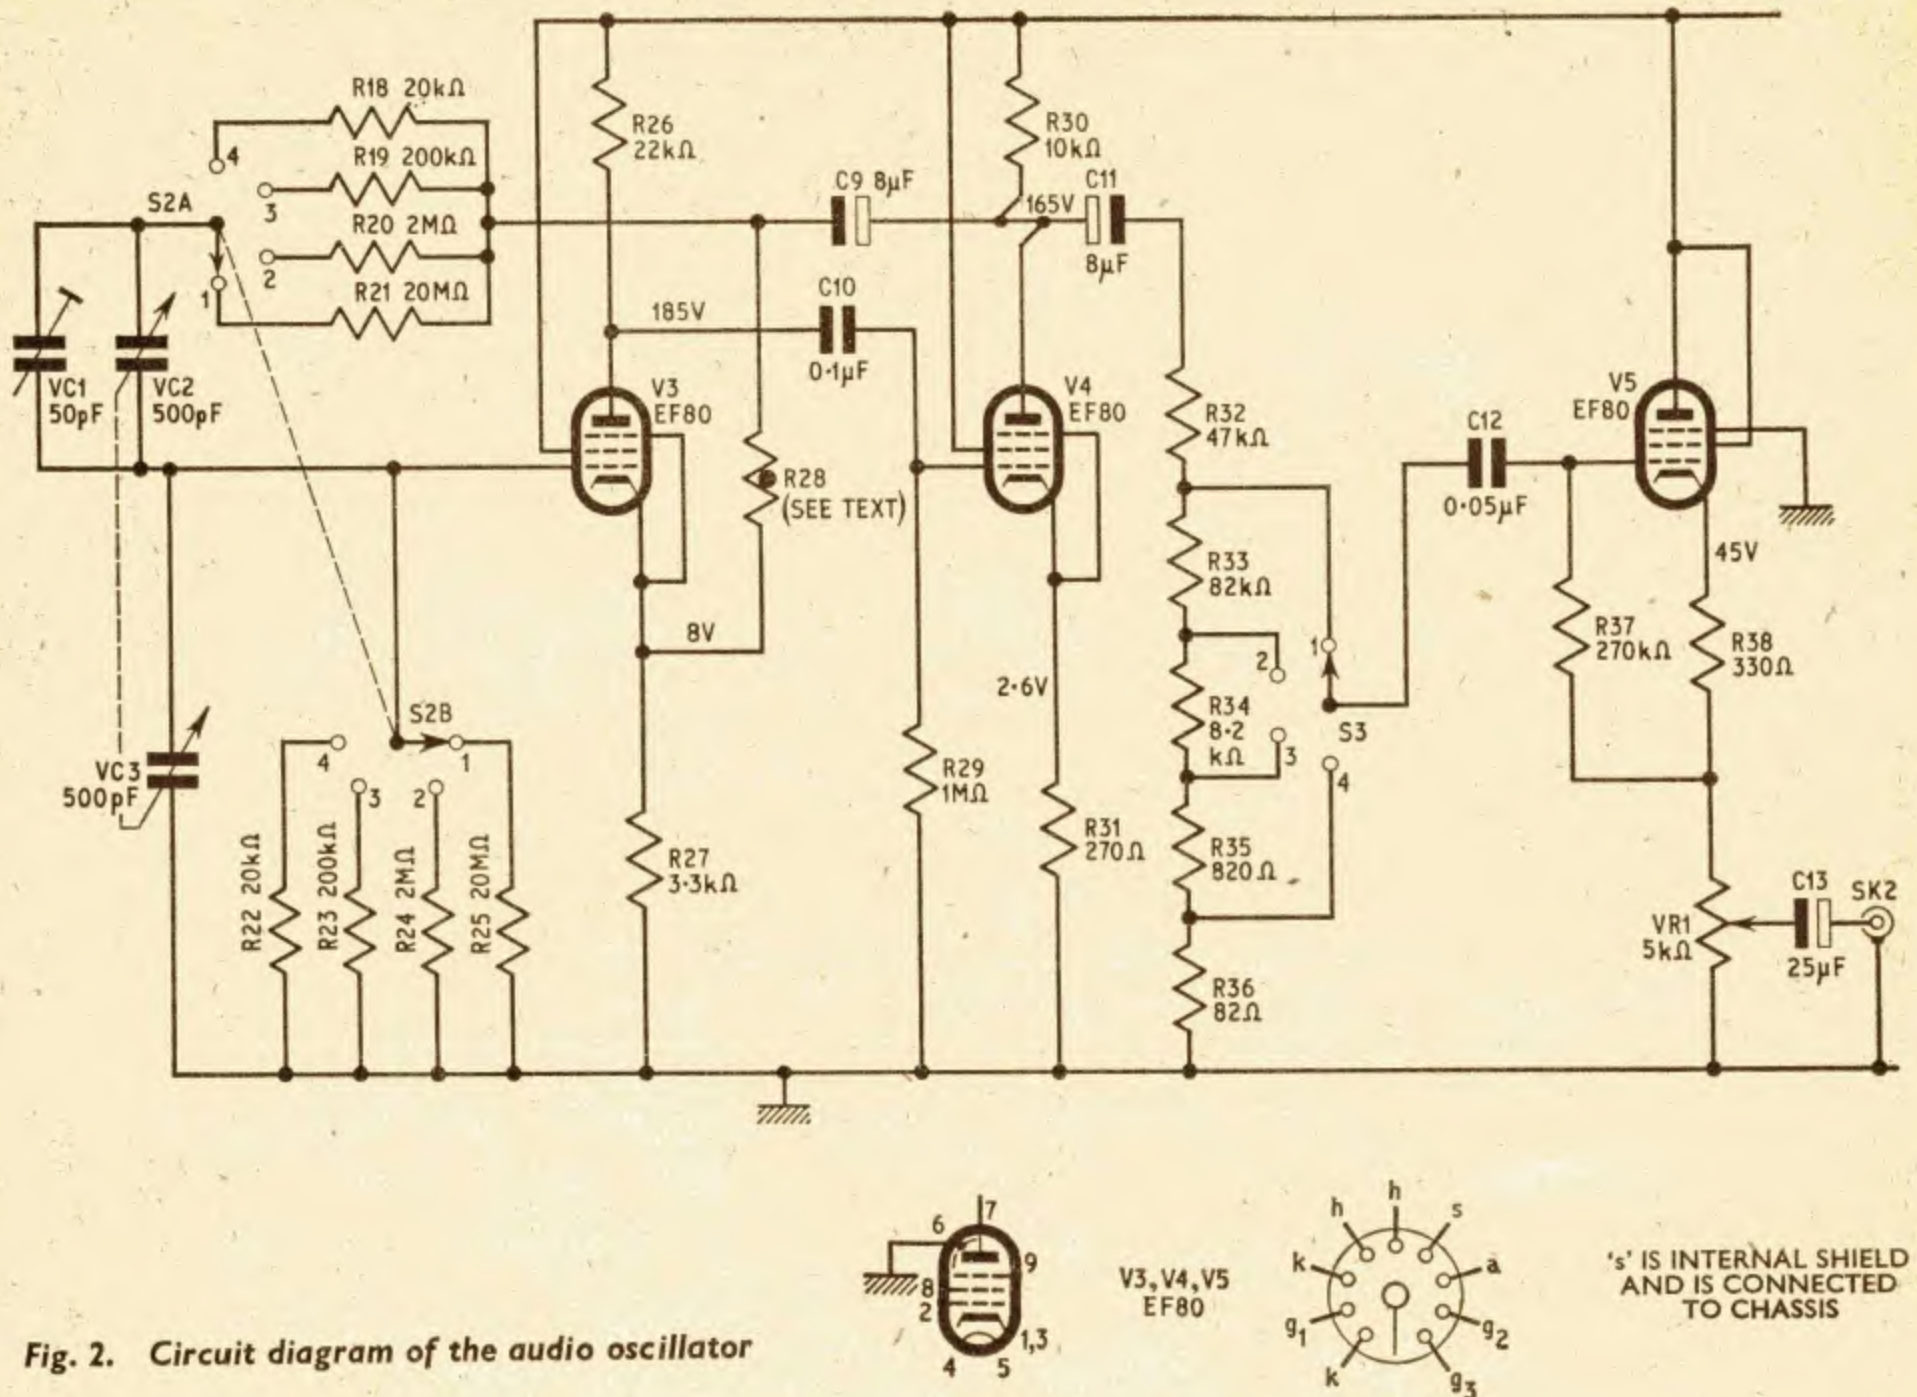 R18 20kΩ
4
R19 200kΩ
3
S2A
R20 2MΩ
2
R21 20MΩ
1
VC1
50pF
VC2
500pF
R26
22kΩ
185V
V3
EF80
C9 8µF
C10
0·1µF
R28
(SEE TEXT)
8V
R30
10kΩ
165V
C11
8µF
V4
EF80
R32
47kΩ
R33
82kΩ
2
1
R34
8·2
kΩ
3
S3
4
2·6V
C12
0·05µF
V5
EF80
45V
R37
270kΩ
R38
330Ω
S2B
4
1
3
2
VC3
500pF
R22 20kΩ
R23 200kΩ
R24 2MΩ
R25 20MΩ
R27
3·3kΩ
R29
1MΩ
R31
270Ω
R35
820Ω
R36
82Ω
VR1
5kΩ
C13
25µF
SK2
7
6
9
8
2
1,3
4
5
V3,V4,V5
EF80
h
h
s
k
a
g1
g2
k
g3
's' IS INTERNAL SHIELD
AND IS CONNECTED
TO CHASSIS
Fig. 2. Circuit diagram of the audio oscillator